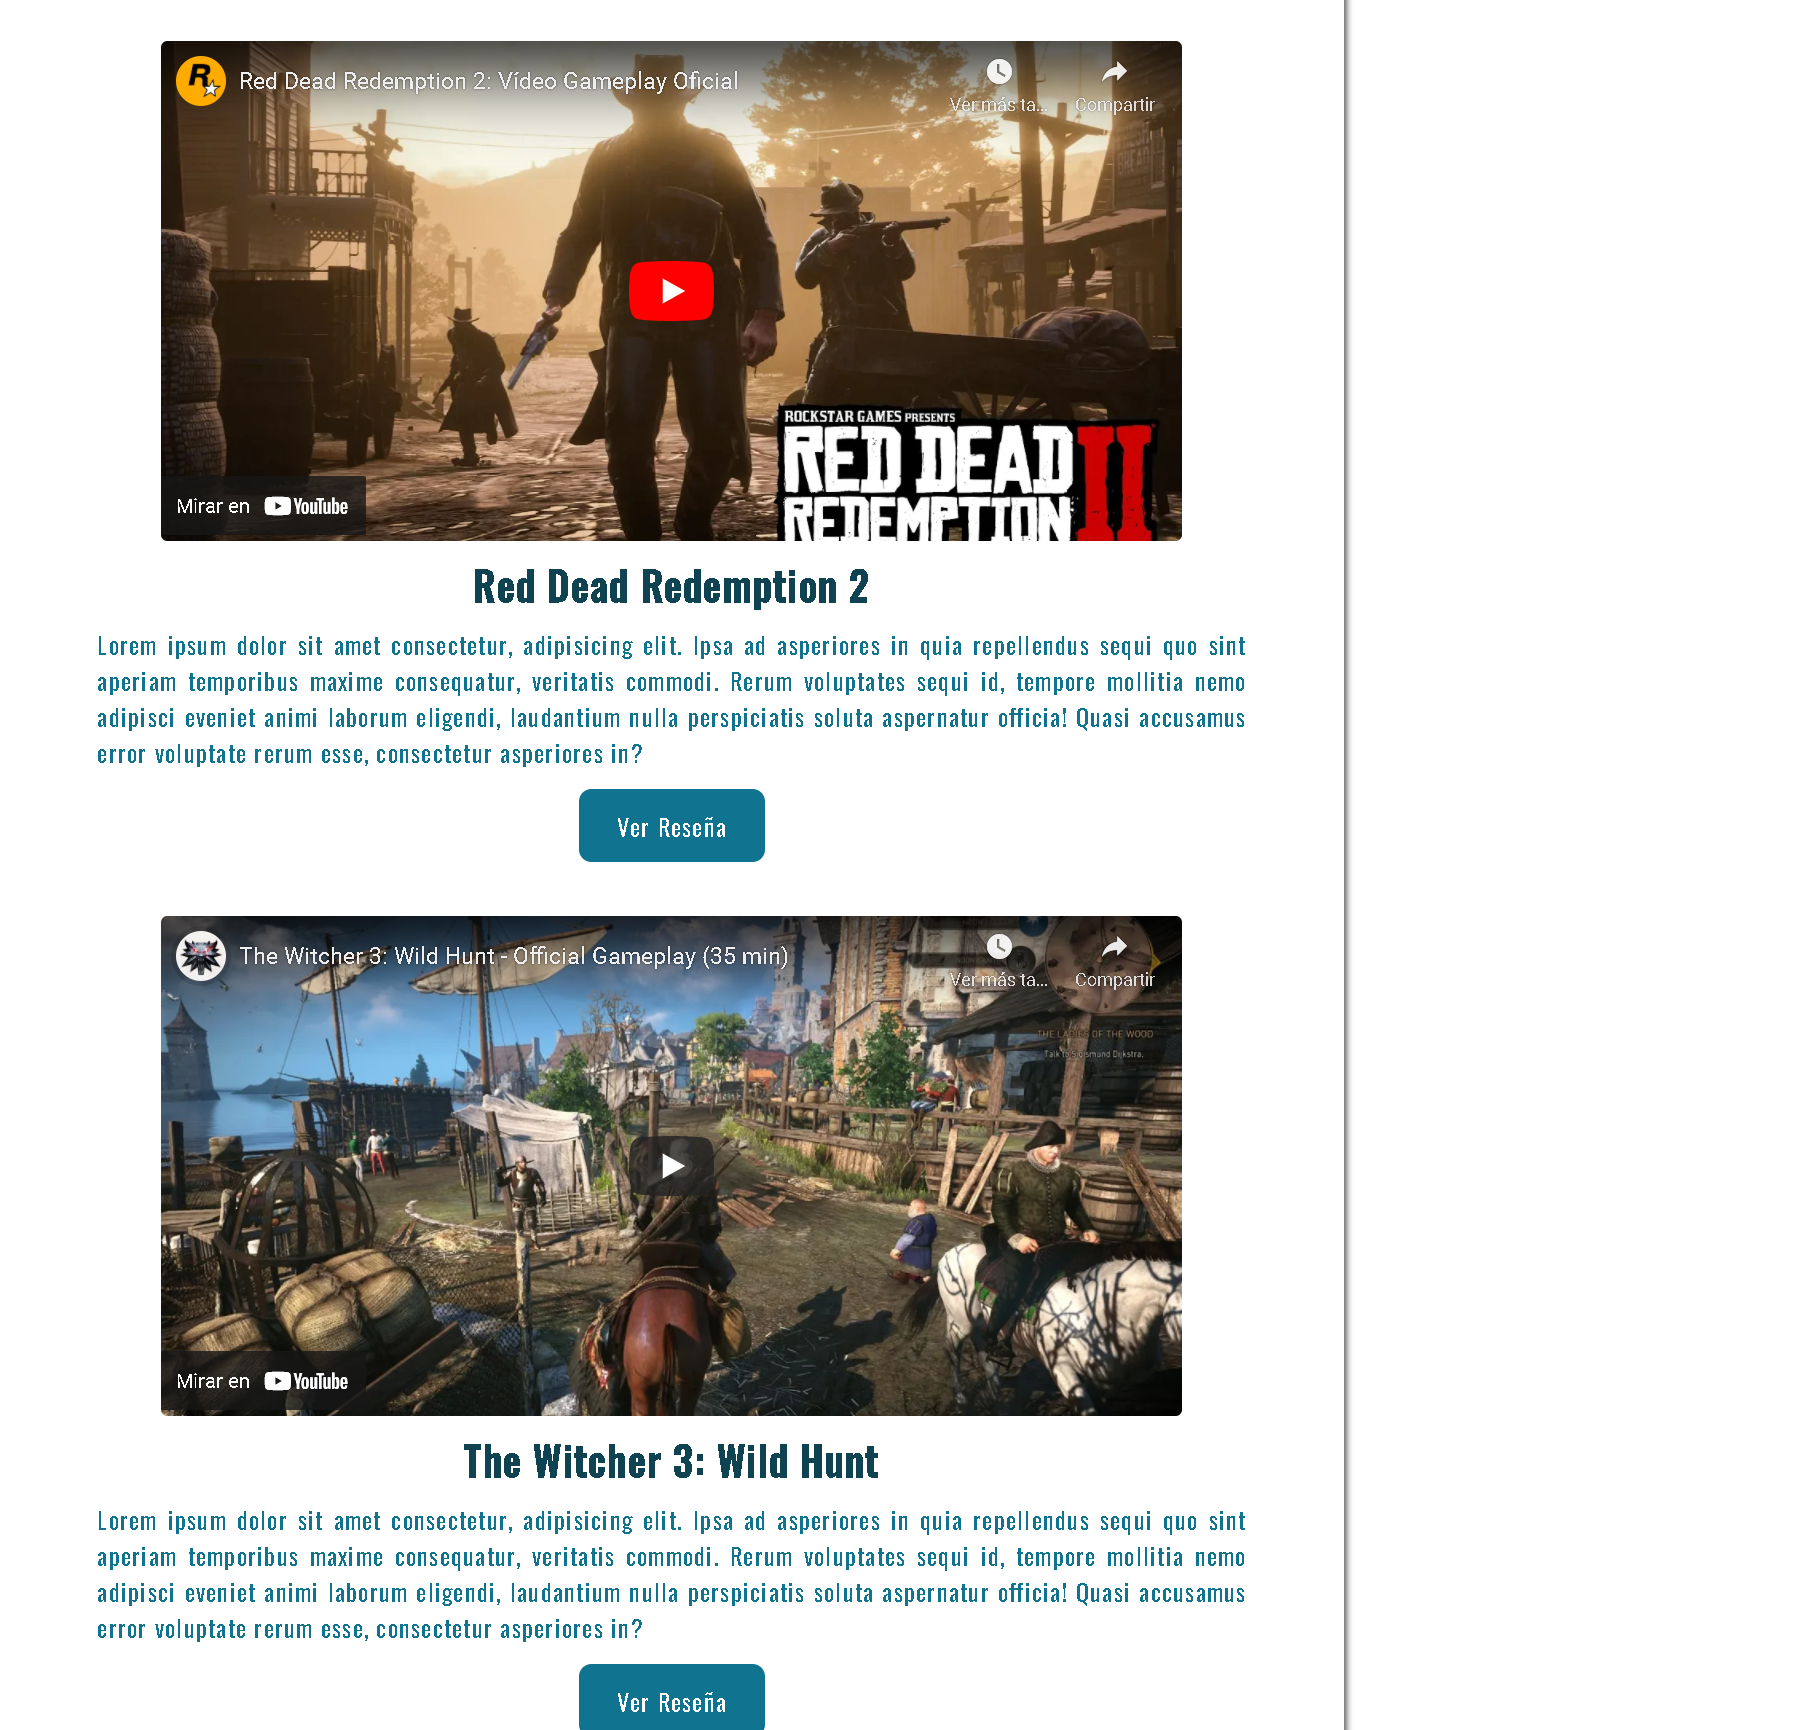 Red Dead Redemption 2: Vídeo Gameplay Oficial
Ver más ta...
Compartir
ROCKSTAR GAMES PRESENTS
RED DEAD
REDEMPTION II
Mirar en YouTube
Red Dead Redemption 2
Lorem ipsum dolor sit amet consectetur, adipisicing elit. Ipsa ad asperiores in quia repellendus sequi quo sint
aperiam temporibus maxime consequatur, veritatis commodi. Rerum voluptates sequi id, tempore mollitia nemo
adipisci eveniet animi laborum eligendi, laudantium nulla perspiciatis soluta aspernatur officia! Quasi accusamus
error voluptate rerum esse, consectetur asperiores in?
Ver Reseña
The Witcher 3: Wild Hunt - Official Gameplay (35 min)
Ver más ta...
Compartir
THE LADIES OF THE WOOD
Talk to Sigismund Dijkstra.
Mirar en YouTube
The Witcher 3: Wild Hunt
Lorem ipsum dolor sit amet consectetur, adipisicing elit. Ipsa ad asperiores in quia repellendus sequi quo sint
aperiam temporibus maxime consequatur, veritatis commodi. Rerum voluptates sequi id, tempore mollitia nemo
adipisci eveniet animi laborum eligendi, laudantium nulla perspiciatis soluta aspernatur officia! Quasi accusamus
error voluptate rerum esse, consectetur asperiores in?
Ver Reseña